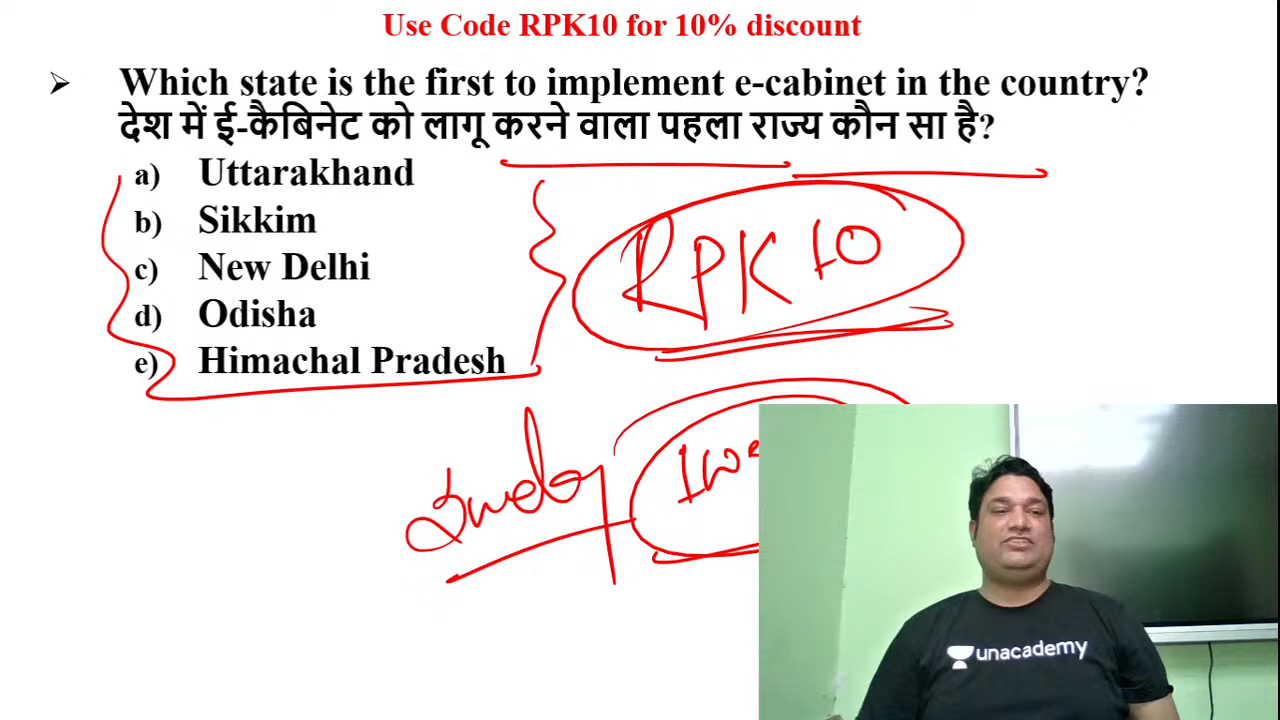 Use Code RPK10 for 10% discount
➢ Which state is the first to implement e-cabinet in the country?
देश में ई-कैबिनेट को लागू करने वाला पहला राज्य कौन सा है?
a) Uttarakhand
b) Sikkim
c) New Delhi
d) Odisha
e) Himachal Pradesh
RPK10
unacademy